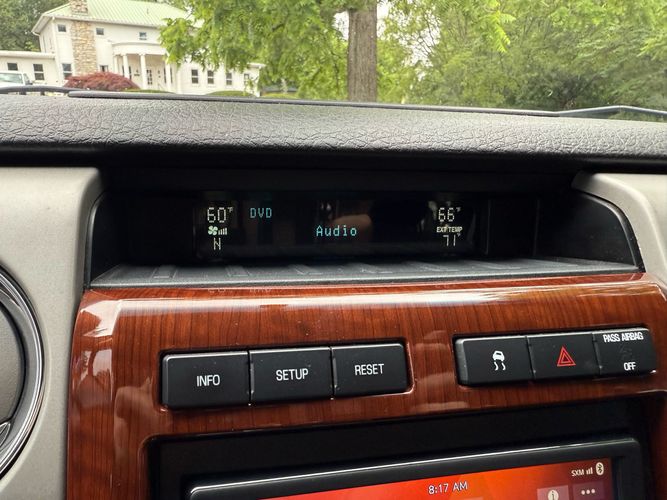 60°F DVD 66°F
Audio EXT TEMP
N 71°
INFO SETUP RESET PASS AIRBAG
OFF
SXM
8:17 AM